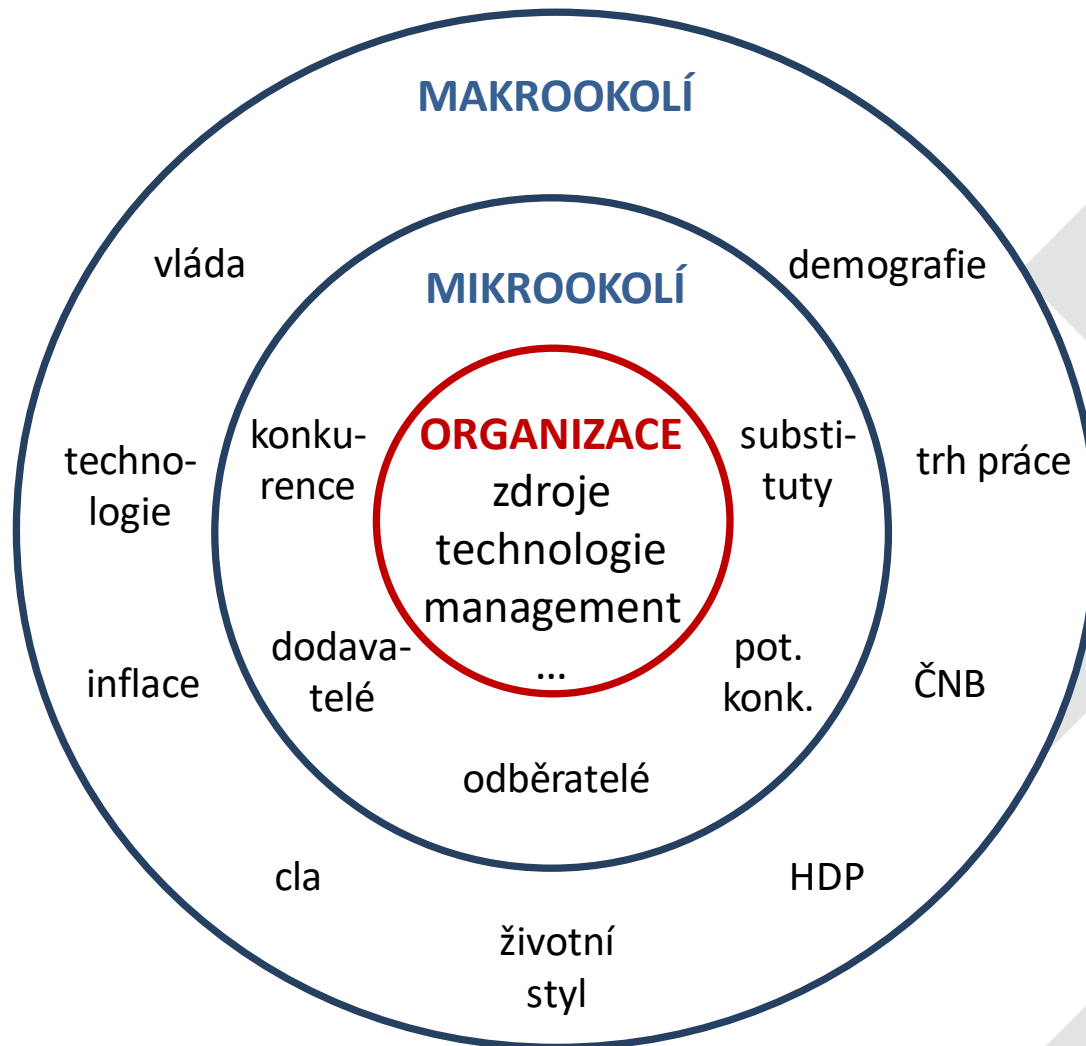 MAKROOKOLÍ
vláda
demografie
MIKROOKOLÍ
techno-
logie
konku-
rence
ORGANIZACE
zdroje
technologie
management
...
substi-
tuty
trh práce
inflace
dodava-
telé
pot.
konk.
ČNB
odběratelé
cla
HDP
životní
styl